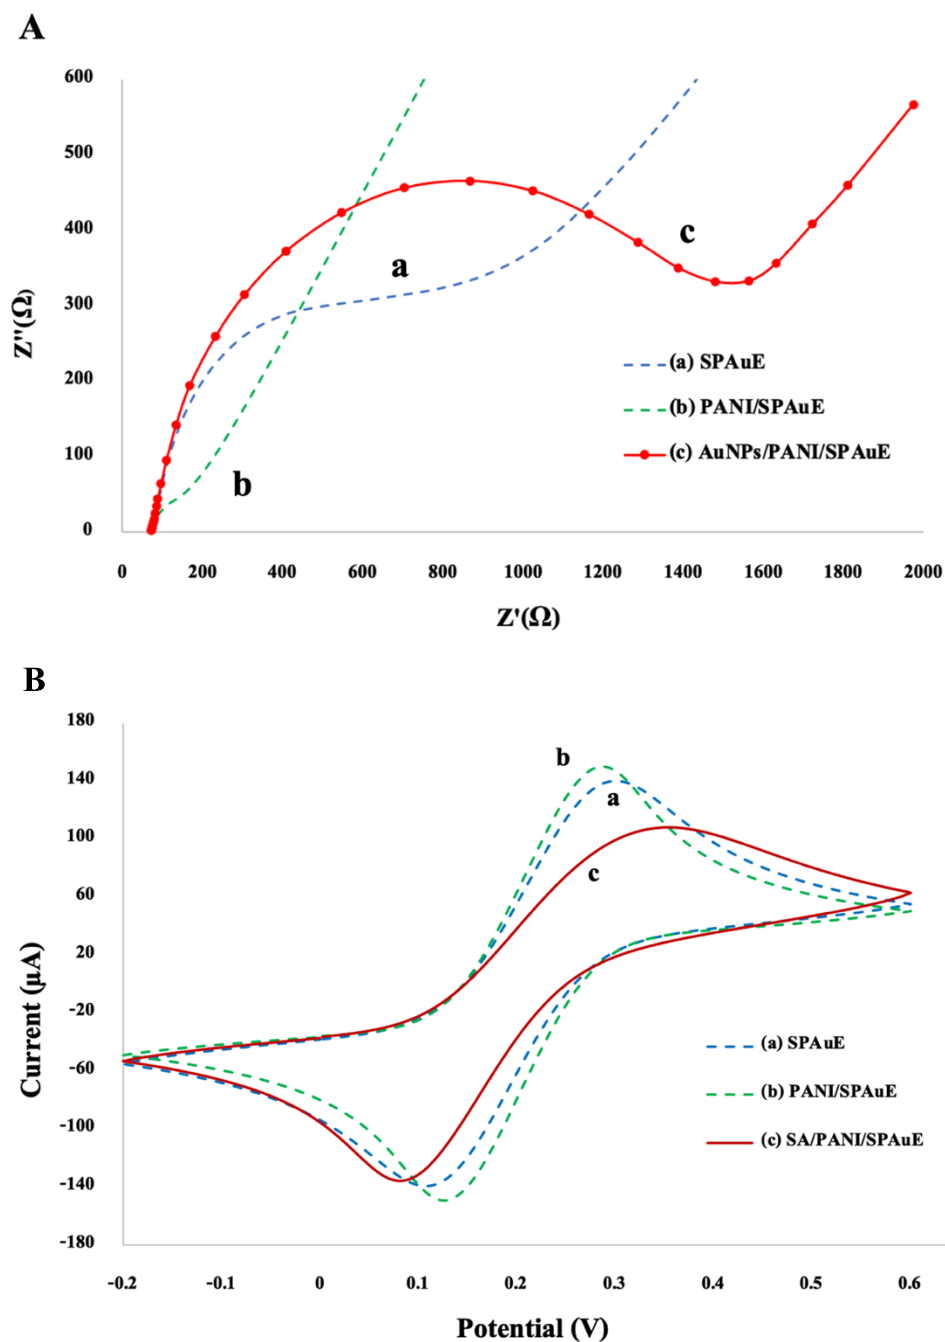 A
600
500
400
300
200
100
0
Z''(Ω)
a
b
c
(a) SPAuE
(b) PANI/SPAuE
(c) AuNPs/PANI/SPAuE
0 200 400 600 800 1000 1200 1400 1600 1800 2000
Z'(Ω)
B
180
140
100
60
20
-20
-60
-100
-140
-180
Current (µA)
b
a
c
(a) SPAuE
(b) PANI/SPAuE
(c) SA/PANI/SPAuE
-0.2 -0.1 0 0.1 0.2 0.3 0.4 0.5 0.6
Potential (V)